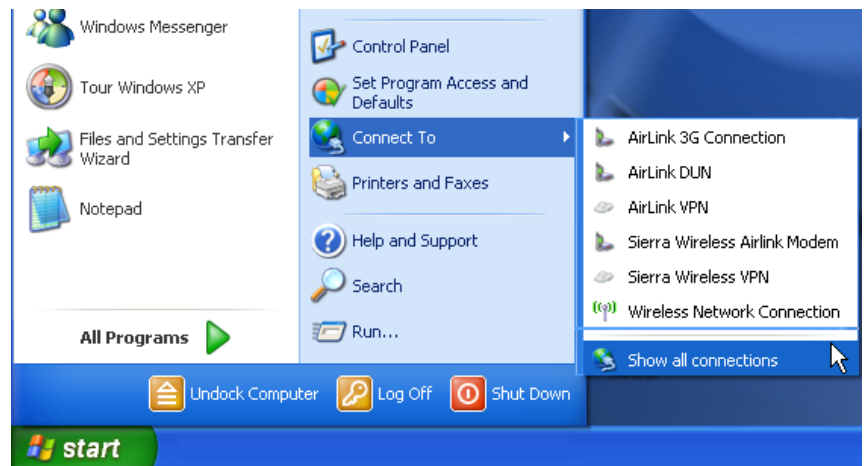 Windows Messenger
Tour Windows XP
Files and Settings Transfer
Wizard
Notepad
All Programs
Control Panel
Set Program Access and
Defaults
Connect To
Printers and Faxes
Help and Support
Search
Run...
AirLink 3G Connection
AirLink DUN
AirLink VPN
Sierra Wireless Airlink Modem
Sierra Wireless VPN
Wireless Network Connection
Show all connections
Undock Computer
Log Off
Shut Down
start